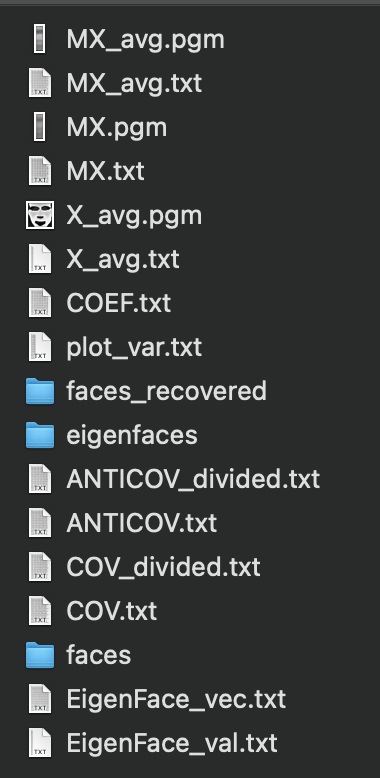 MX_avg.pgm
MX_avg.txt
MX.pgm
MX.txt
X_avg.pgm
X_avg.txt
COEF.txt
plot_var.txt
faces_recovered
eigenfaces
ANTICOV_divided.txt
ANTICOV.txt
COV_divided.txt
COV.txt
faces
EigenFace_vec.txt
EigenFace_val.txt